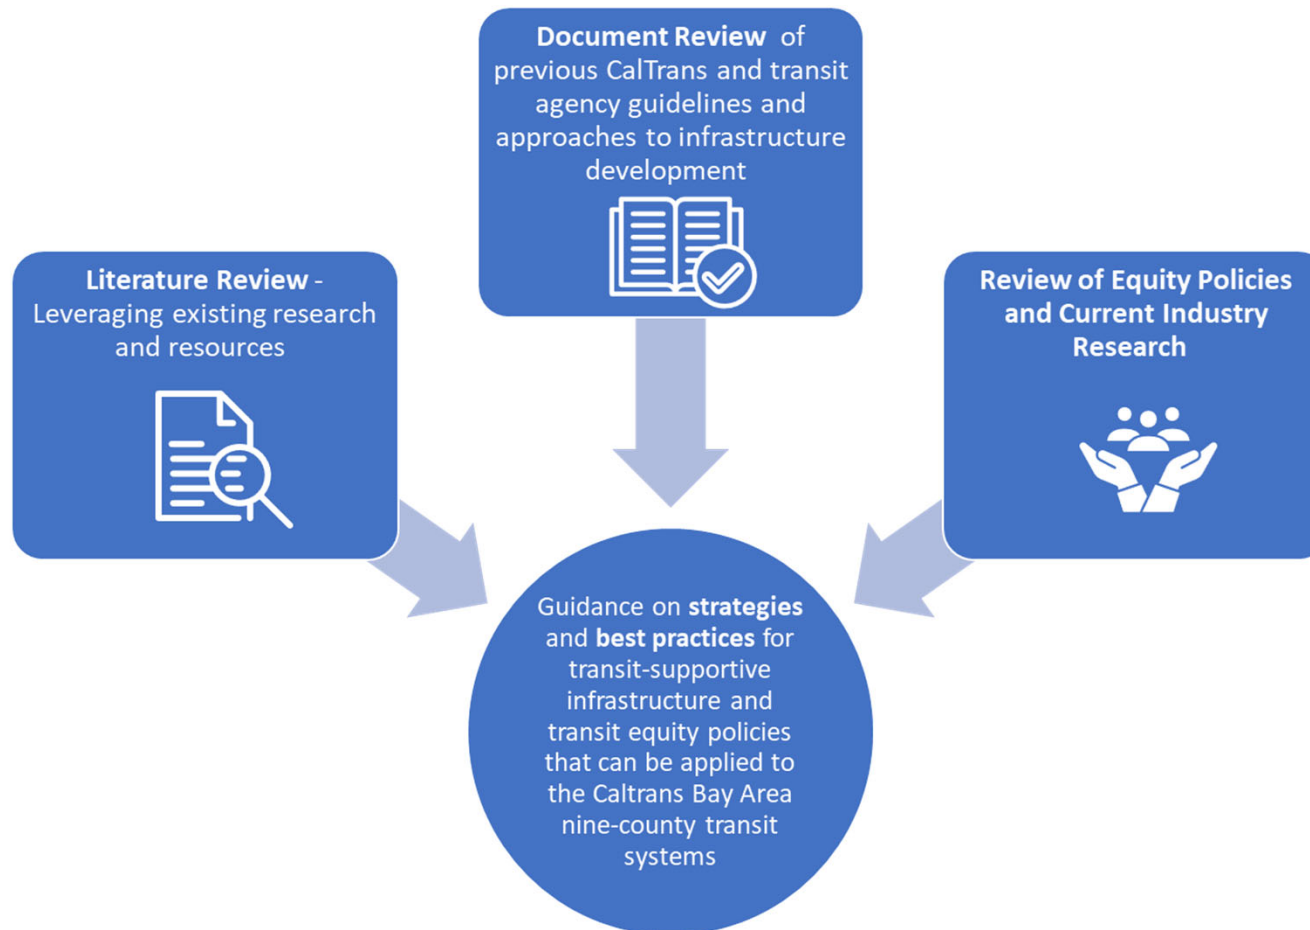 Document Review of
previous CalTrans and transit
agency guidelines and
approaches to infrastructure
development
Literature Review -
Leveraging existing research
and resources
Review of Equity Policies
and Current Industry
Research
Guidance on strategies
and best practices for
transit-supportive
infrastructure and
transit equity policies
that can be applied to
the Caltrans Bay Area
nine-county transit
systems